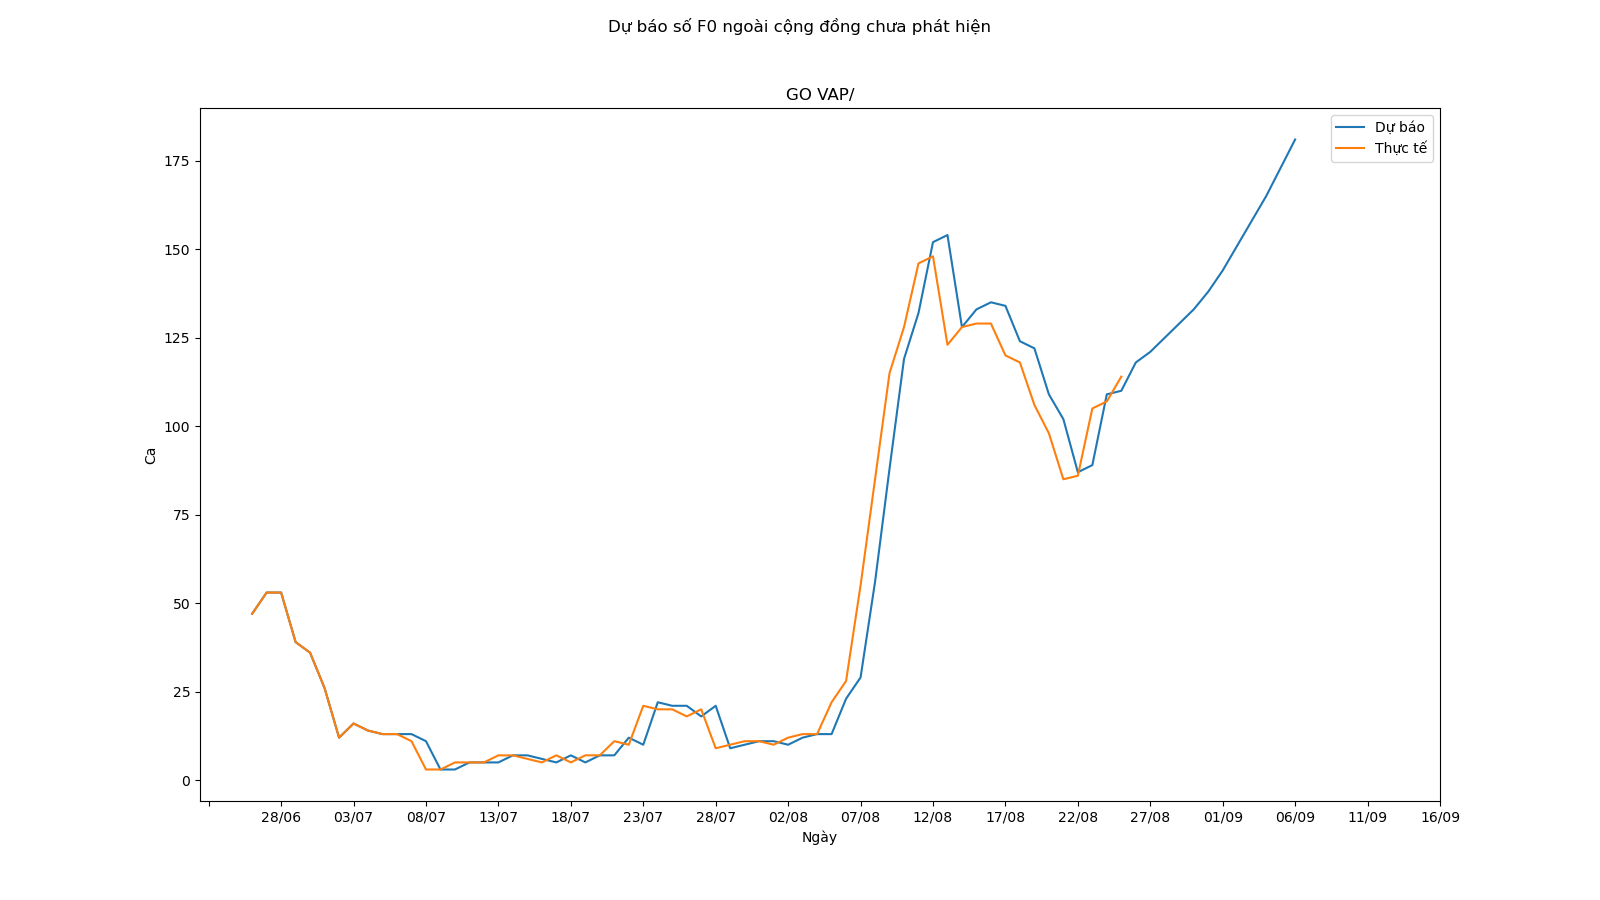 Dự báo số F0 ngoài cộng đồng chưa phát hiện
GO VAP/
Dự báo
Thực tế
175
150
125
100
75
50
25
0
Ca
28/06 03/07 08/07 13/07 18/07 23/07 28/07 02/08 07/08 12/08 17/08 22/08 27/08 01/09 06/09 11/09 16/09
Ngày